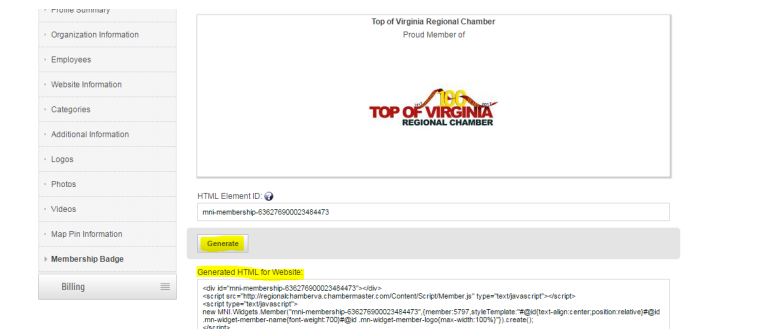 Profile Summary
Organization Information
Employees
Website Information
Categories
Additional Information
Logos
Photos
Videos
Map Pin Information
Membership Badge
Billing
Top of Virginia Regional Chamber
Proud Member of
100
TOP OF VIRGINIA
REGIONAL CHAMBER
HTML Element ID: ?
mni-membership-636276900023484473
Generate
Generated HTML for Website:
<div id="mni-membership-636276900023484473"></div>
<script src="http://regionalchamberva.chambermaster.com/Content/Script/Member.js" type="text/javascript"></script>
<script type="text/javascript">
new MNI.Widgets.Member("mni-membership-636276900023484473",{member:5797,styleTemplate:"#@id{text-align:center;position:relative}#@id
.mn-widget-member-name{font-weight:700}#@id .mn-widget-member-logo{max-width:100%}"}).create();
</script>